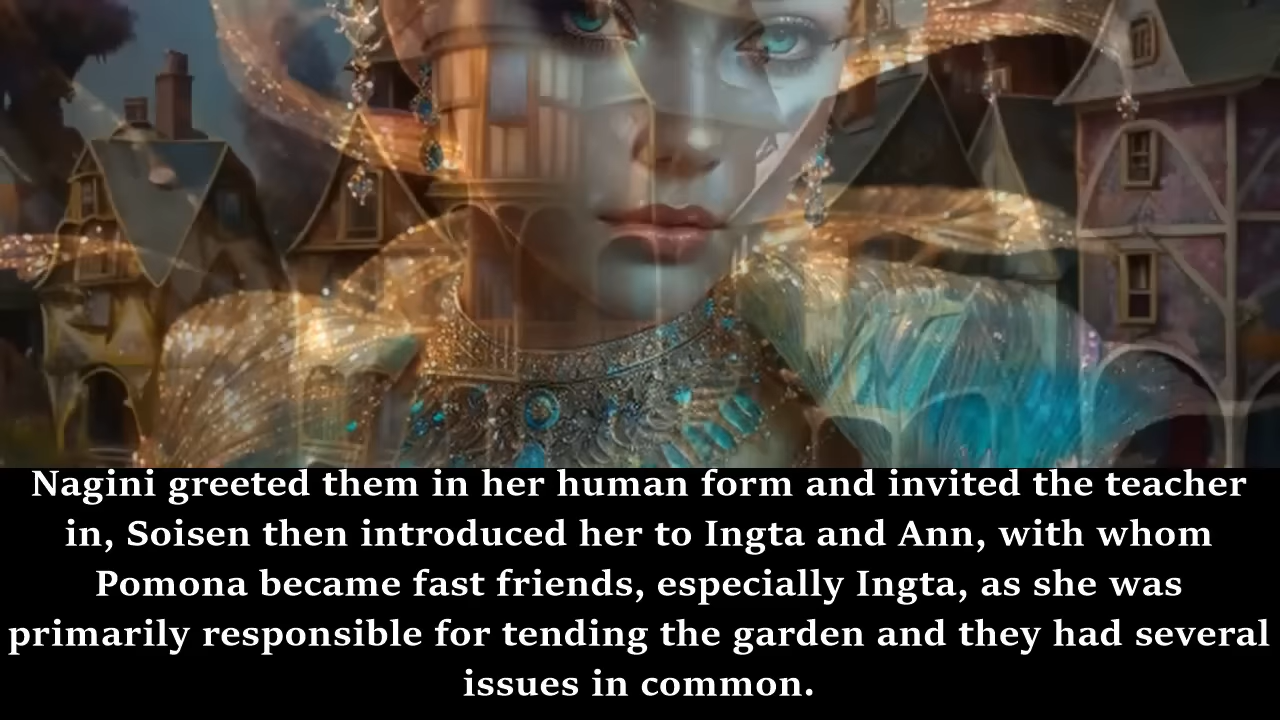 Nagini greeted them in her human form and invited the teacher
in, Soisen then introduced her to Ingta and Ann, with whom
Pomona became fast friends, especially Ingta, as she was
primarily responsible for tending the garden and they had several
issues in common.